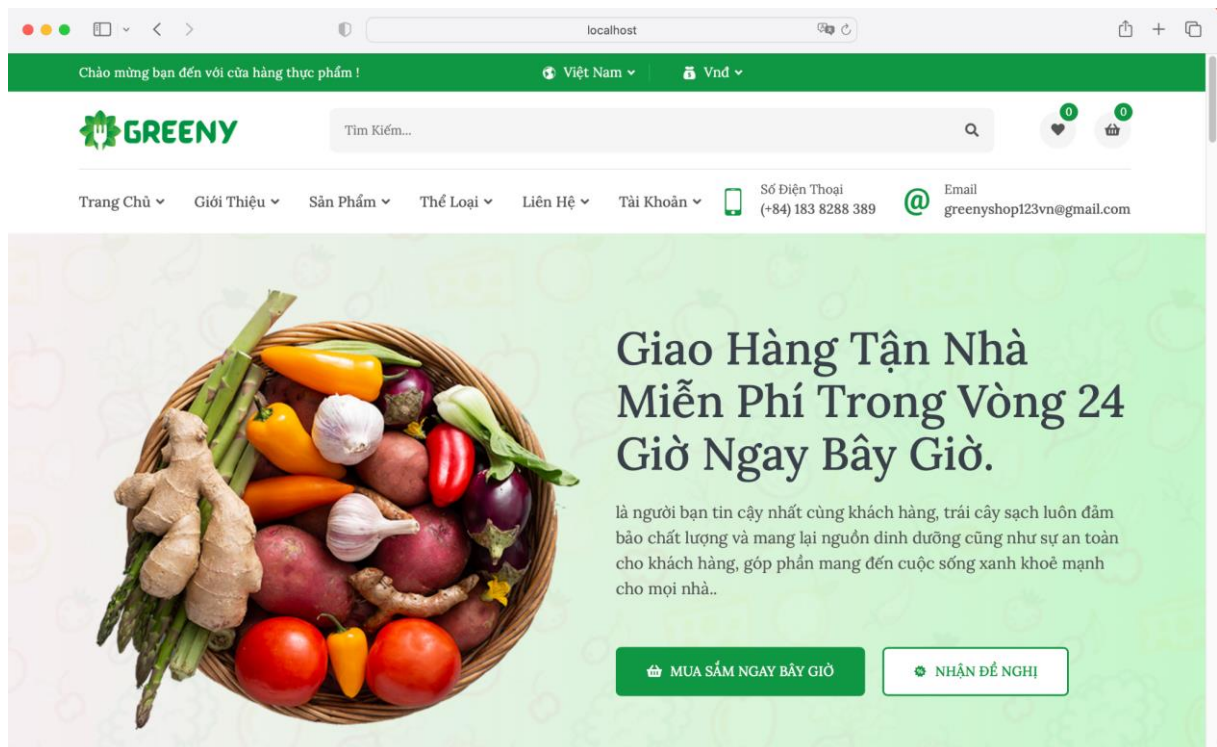 localhost
Chào mừng bạn đến với cửa hàng thực phẩm !
Việt Nam
Vnđ
GREENY
Tìm Kiếm...
0
0
Trang Chủ
Giới Thiệu
Sản Phẩm
Thể Loại
Liên Hệ
Tài Khoản
Số Điện Thoại
(+84) 183 8288 389
Email
greenyshop123vn@gmail.com
Giao Hàng Tận Nhà
Miễn Phí Trong Vòng 24
Giờ Ngay Bây Giờ.
là người bạn tin cậy nhất cùng khách hàng, trái cây sạch luôn đảm
bảo chất lượng và mang lại nguồn dinh dưỡng cũng như sự an toàn
cho khách hàng, góp phần mang đến cuộc sống xanh khoẻ mạnh
cho mọi nhà..
MUA SẮM NGAY BÂY GIỜ
NHẬN ĐỀ NGHỊ